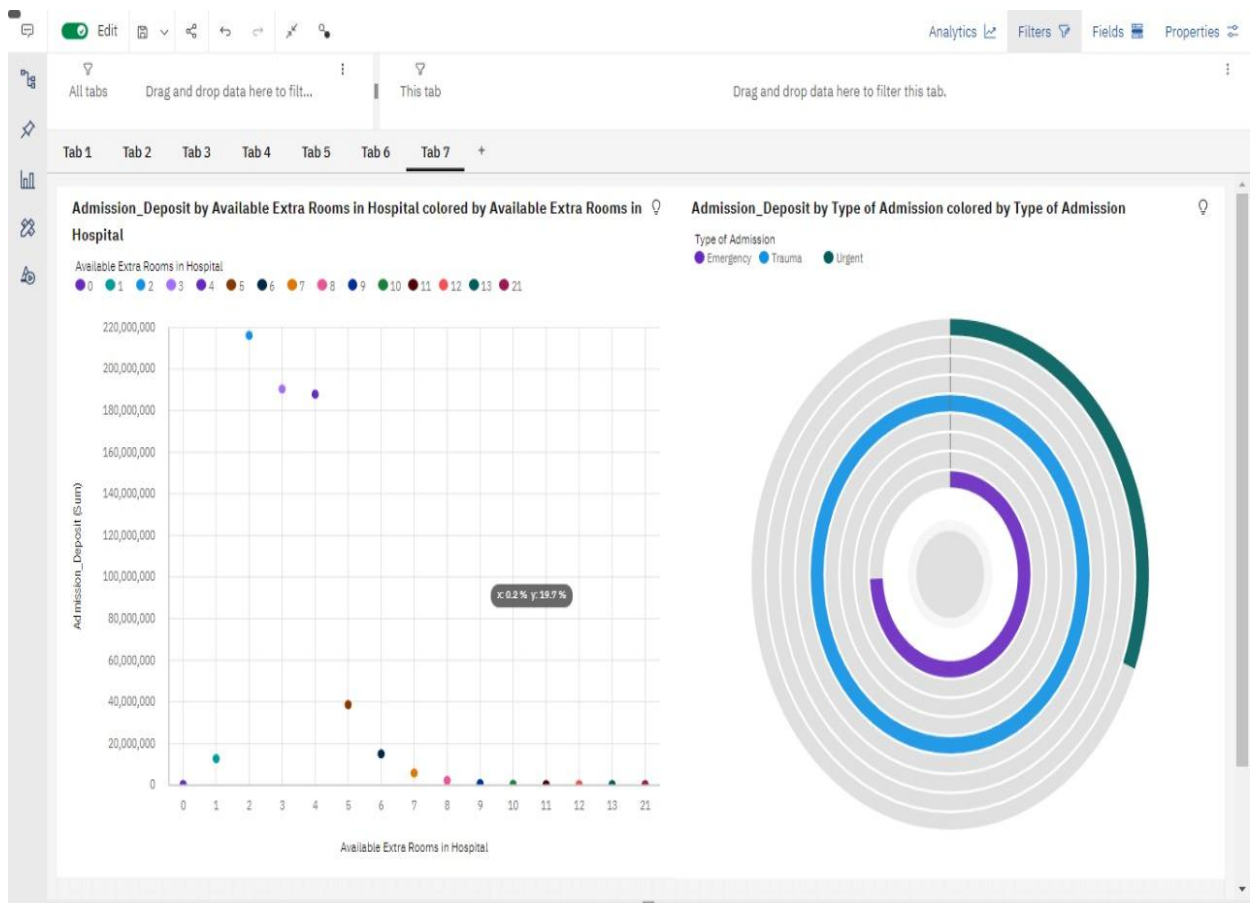 Edit
Analytics Filters Fields Properties
All tabs Drag and drop data here to filt...
This tab Drag and drop data here to filter this tab.
Tab 1 Tab 2 Tab 3 Tab 4 Tab 5 Tab 6 Tab 7 +
Admission_Deposit by Available Extra Rooms in Hospital colored by Available Extra Rooms in
Hospital
Available Extra Rooms in Hospital
0 1 2 3 4 5 6 7 8 9 10 11 12 13 21
220,000,000
200,000,000
180,000,000
160,000,000
140,000,000
120,000,000
100,000,000
80,000,000
60,000,000
40,000,000
20,000,000
0
Admission_Deposit (Sum)
x: 0.2 % y: 19.7 %
0 1 2 3 4 5 6 7 8 9 10 11 12 13 21
Available Extra Rooms in Hospital
Admission_Deposit by Type of Admission colored by Type of Admission
Type of Admission
Emergency Trauma Urgent